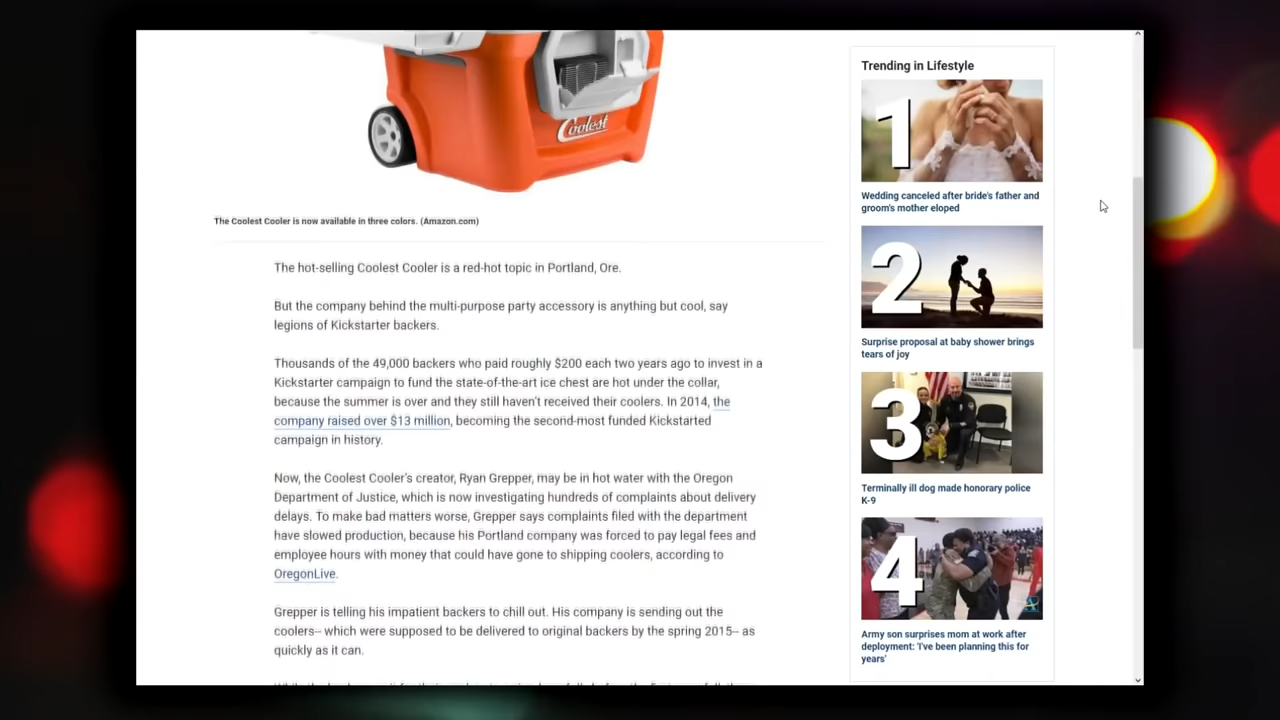 Coolest
The Coolest Cooler is now available in three colors. (Amazon.com)
The hot-selling Coolest Cooler is a red-hot topic in Portland, Ore.
But the company behind the multi-purpose party accessory is anything but cool, say
legions of Kickstarter backers.
Thousands of the 49,000 backers who paid roughly $200 each two years ago to invest in a
Kickstarter campaign to fund the state-of-the-art ice chest are hot under the collar,
because the summer is over and they still haven't received their coolers. In 2014, the
company raised over $13 million, becoming the second-most funded Kickstarted
campaign in history.
Now, the Coolest Cooler's creator, Ryan Grepper, may be in hot water with the Oregon
Department of Justice, which is now investigating hundreds of complaints about delivery
delays. To make bad matters worse, Grepper says complaints filed with the department
have slowed production, because his Portland company was forced to pay legal fees and
employee hours with money that could have gone to shipping coolers, according to
OregonLive.
Grepper is telling his impatient backers to chill out. His company is sending out the
coolers-- which were supposed to be delivered to original backers by the spring 2015-- as
quickly as it can.
Trending in Lifestyle
1
Wedding canceled after bride's father and
groom's mother eloped
2
Surprise proposal at baby shower brings
tears of joy
3
Terminally ill dog made honorary police
K-9
4
Army son surprises mom at work after
deployment: 'I've been planning this for
years'